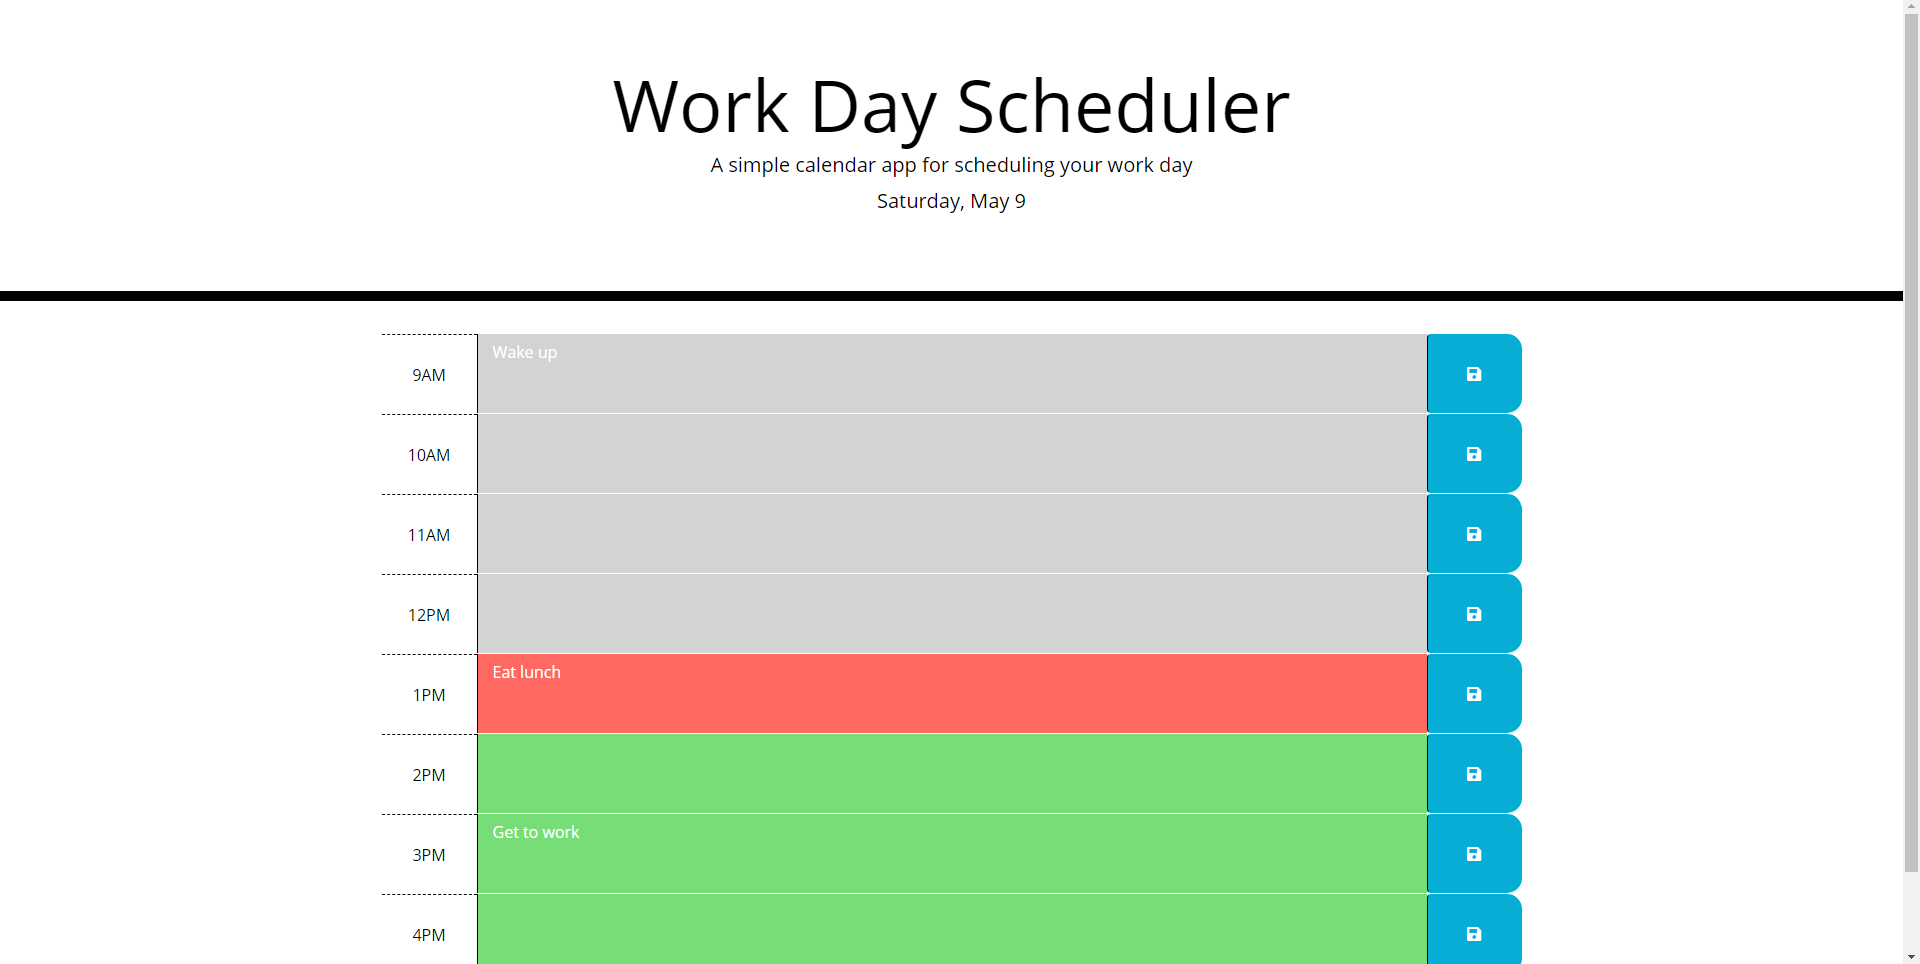 Work Day Scheduler
A simple calendar app for scheduling your work day
Saturday, May 9
9AM
Wake up
10AM
11AM
12PM
1PM
Eat lunch
2PM
3PM
Get to work
4PM